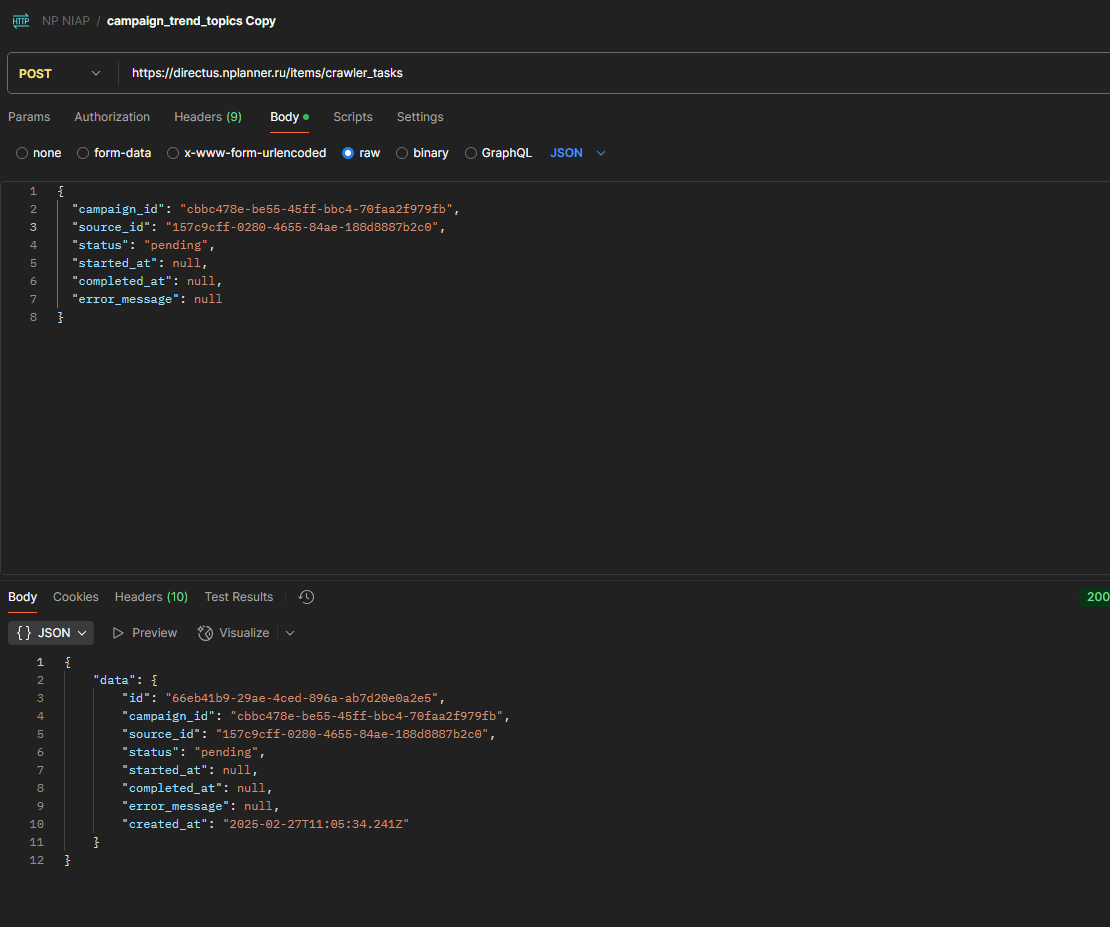 HTTP NP NIAP / campaign_trend_topics Copy
POST https://directus.nplanner.ru/items/crawler_tasks
Params Authorization Headers (9) Body Scripts Settings
none form-data x-www-form-urlencoded raw binary GraphQL JSON
1 {
2 "campaign_id": "cbbc478e-be55-45ff-bbc4-70faa2f979fb",
3 "source_id": "157c9cff-0280-4655-84ae-188d8887b2c0",
4 "status": "pending",
5 "started_at": null,
6 "completed_at": null,
7 "error_message": null
8 }
Body Cookies Headers (10) Test Results 200
{} JSON Preview Visualize
1 {
2 "data": {
3 "id": "66eb41b9-29ae-4ced-896a-ab7d20e0a2e5",
4 "campaign_id": "cbbc478e-be55-45ff-bbc4-70faa2f979fb",
5 "source_id": "157c9cff-0280-4655-84ae-188d8887b2c0",
6 "status": "pending",
7 "started_at": null,
8 "completed_at": null,
9 "error_message": null,
10 "created_at": "2025-02-27T11:05:34.241Z"
11 }
12 }